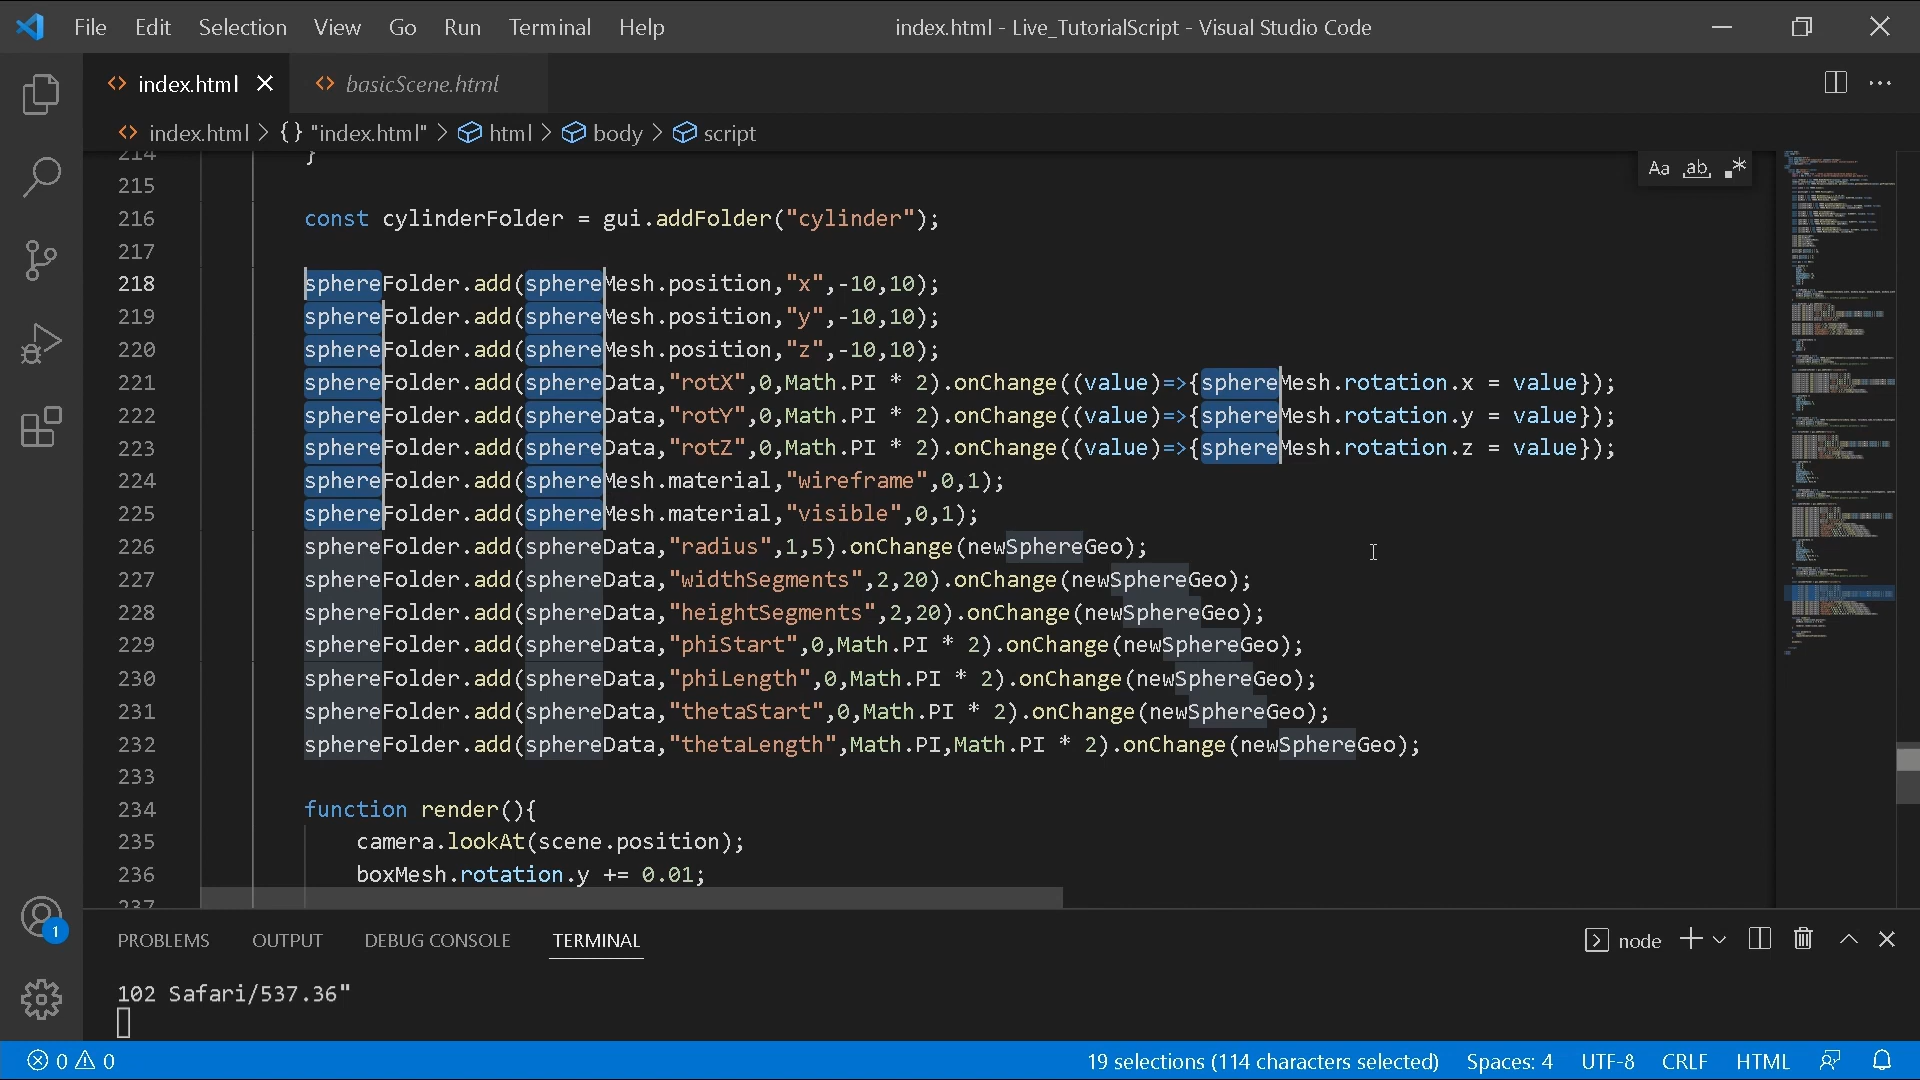 File Edit Selection View Go Run Terminal Help index.html - Live_TutorialScript - Visual Studio Code
index.html basicScene.html
index.html > {} "index.html" > html > body > script
214 }
Aa ab, .*
215
216 const cylinderFolder = gui.addFolder("cylinder");
217
218 sphereFolder.add(sphereMesh.position,"x",-10,10);
219 sphereFolder.add(sphereMesh.position,"y",-10,10);
220 sphereFolder.add(sphereMesh.position,"z",-10,10);
221 sphereFolder.add(sphereData,"rotX",0,Math.PI * 2).onChange((value)=>{sphereMesh.rotation.x = value});
222 sphereFolder.add(sphereData,"rotY",0,Math.PI * 2).onChange((value)=>{sphereMesh.rotation.y = value});
223 sphereFolder.add(sphereData,"rotZ",0,Math.PI * 2).onChange((value)=>{sphereMesh.rotation.z = value});
224 sphereFolder.add(sphereMesh.material,"wireframe",0,1);
225 sphereFolder.add(sphereMesh.material,"visible",0,1);
226 sphereFolder.add(sphereData,"radius",1,5).onChange(newSphereGeo);
227 sphereFolder.add(sphereData,"widthSegments",2,20).onChange(newSphereGeo);
228 sphereFolder.add(sphereData,"heightSegments",2,20).onChange(newSphereGeo);
229 sphereFolder.add(sphereData,"phiStart",0,Math.PI * 2).onChange(newSphereGeo);
230 sphereFolder.add(sphereData,"phiLength",0,Math.PI * 2).onChange(newSphereGeo);
231 sphereFolder.add(sphereData,"thetaStart",0,Math.PI * 2).onChange(newSphereGeo);
232 sphereFolder.add(sphereData,"thetaLength",Math.PI,Math.PI * 2).onChange(newSphereGeo);
233
234 function render(){
235 camera.lookAt(scene.position);
236 boxMesh.rotation.y += 0.01;
237
1
PROBLEMS OUTPUT DEBUG CONSOLE TERMINAL node
102 Safari/537.36"
0 0 19 selections (114 characters selected) Spaces: 4 UTF-8 CRLF HTML